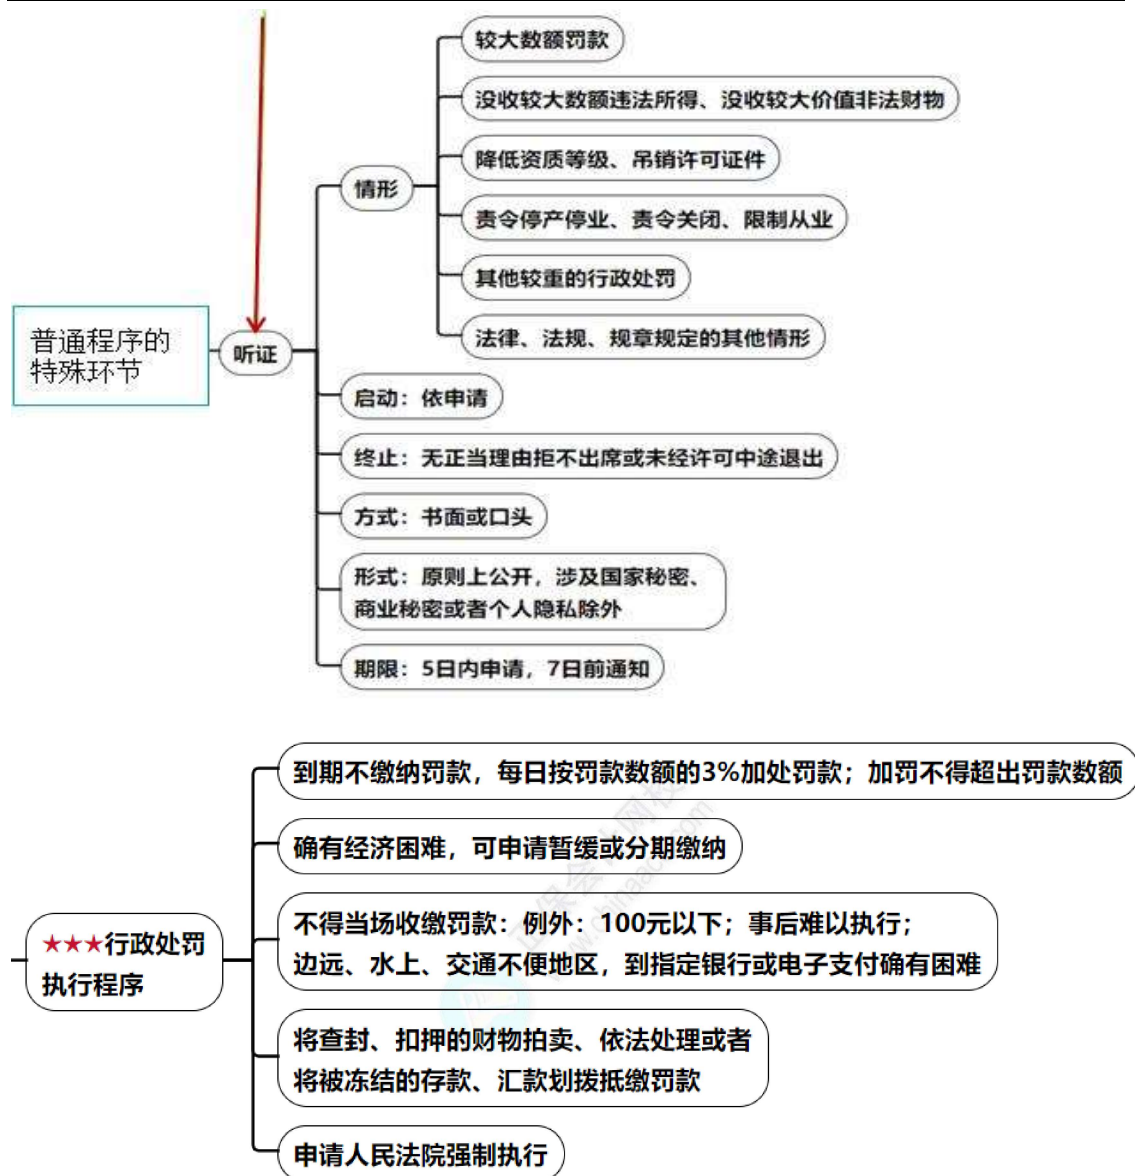 较大数额罚款
没收较大数额违法所得、没收较大价值非法财物
降低资质等级、吊销许可证件
情形
责令停产停业、责令关闭、限制从业
其他较重的行政处罚
法律、法规、规章规定的其他情形
普通程序的
特殊环节
听证
启动：依申请
终止：无正当理由拒不出席或未经许可中途退出
方式：书面或口头
形式：原则上公开，涉及国家秘密、
商业秘密或者个人隐私除外
期限：5日内申请，7日前通知
到期不缴纳罚款，每日按罚款数额的3%加处罚款；加罚不得超出罚款数额
确有经济困难，可申请暂缓或分期缴纳
★★★行政处罚
执行程序
不得当场收缴罚款：例外：100元以下；事后难以执行；
边远、水上、交通不便地区，到指定银行或电子支付确有困难
将查封、扣押的财物拍卖、依法处理或者
将被冻结的存款、汇款划拨抵缴罚款
申请人民法院强制执行